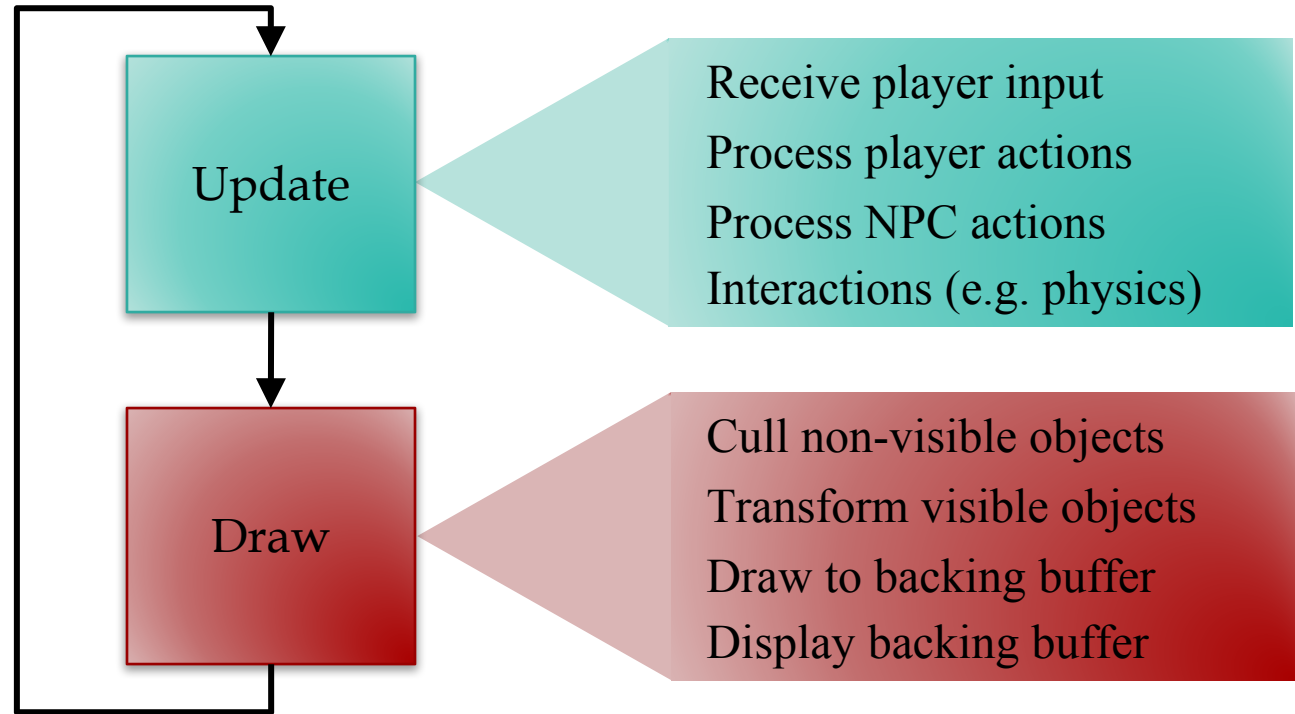 Update
Receive player input
Process player actions
Process NPC actions
Interactions (e.g. physics)
Draw
Cull non-visible objects
Transform visible objects
Draw to backing buffer
Display backing buffer